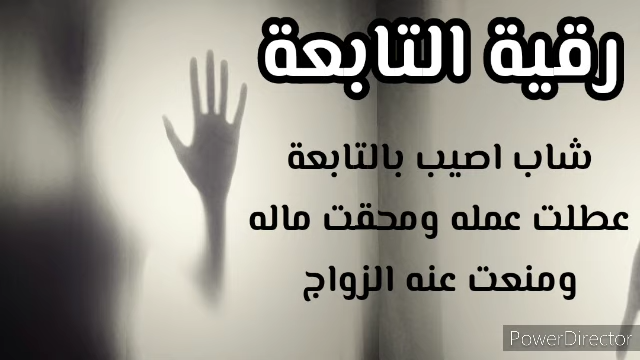 رقية التابعة
شاب اصيب بالتابعة
عطلت عمله ومحقت ماله
ومنعت عنه الزواج
PowerDirector